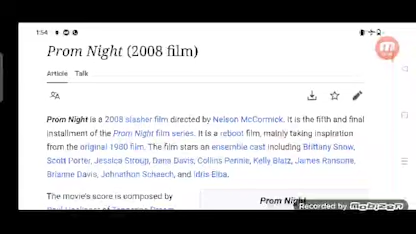 1:54
Prom Night (2008 film)
Article Talk
Prom Night is a 2008 slasher film directed by Nelson McCormick. It is the fifth and final
installment of the Prom Night film series. It is a reboot film, mainly taking inspiration
from the original 1980 film. The film stars an ensemble cast including Brittany Snow,
Scott Porter, Jessica Stroup, Dana Davis, Collins Pennie, Kelly Blatz, James Ransone,
Brianne Davis, Johnathon Schaech, and Idris Elba.
The movie's score is composed by
Prom Night
Recorded by